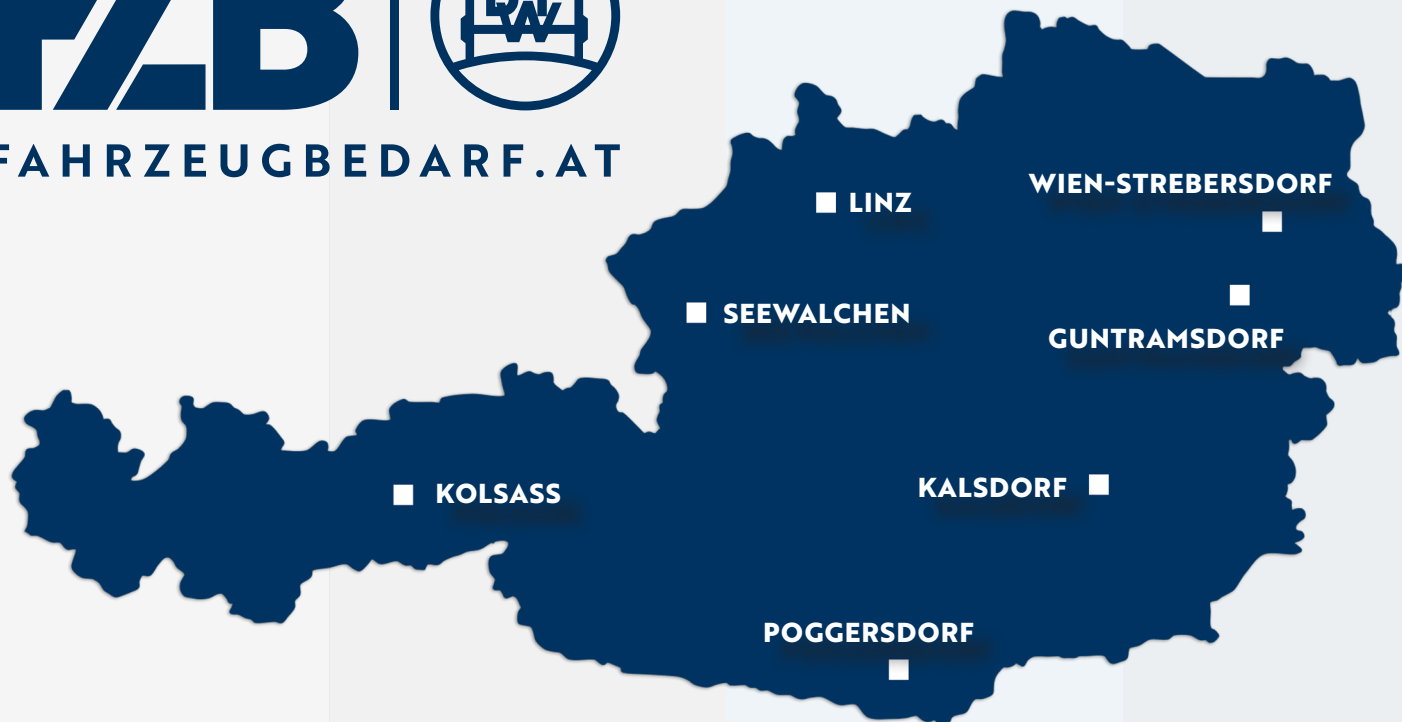 FZB
FAHRZEUGBEDARF.AT
LINZ
WIEN-STREBERSDORF
SEEWALCHEN
GUNTRAMSDORF
KOLSASS
KALSDORF
POGGERSDORF